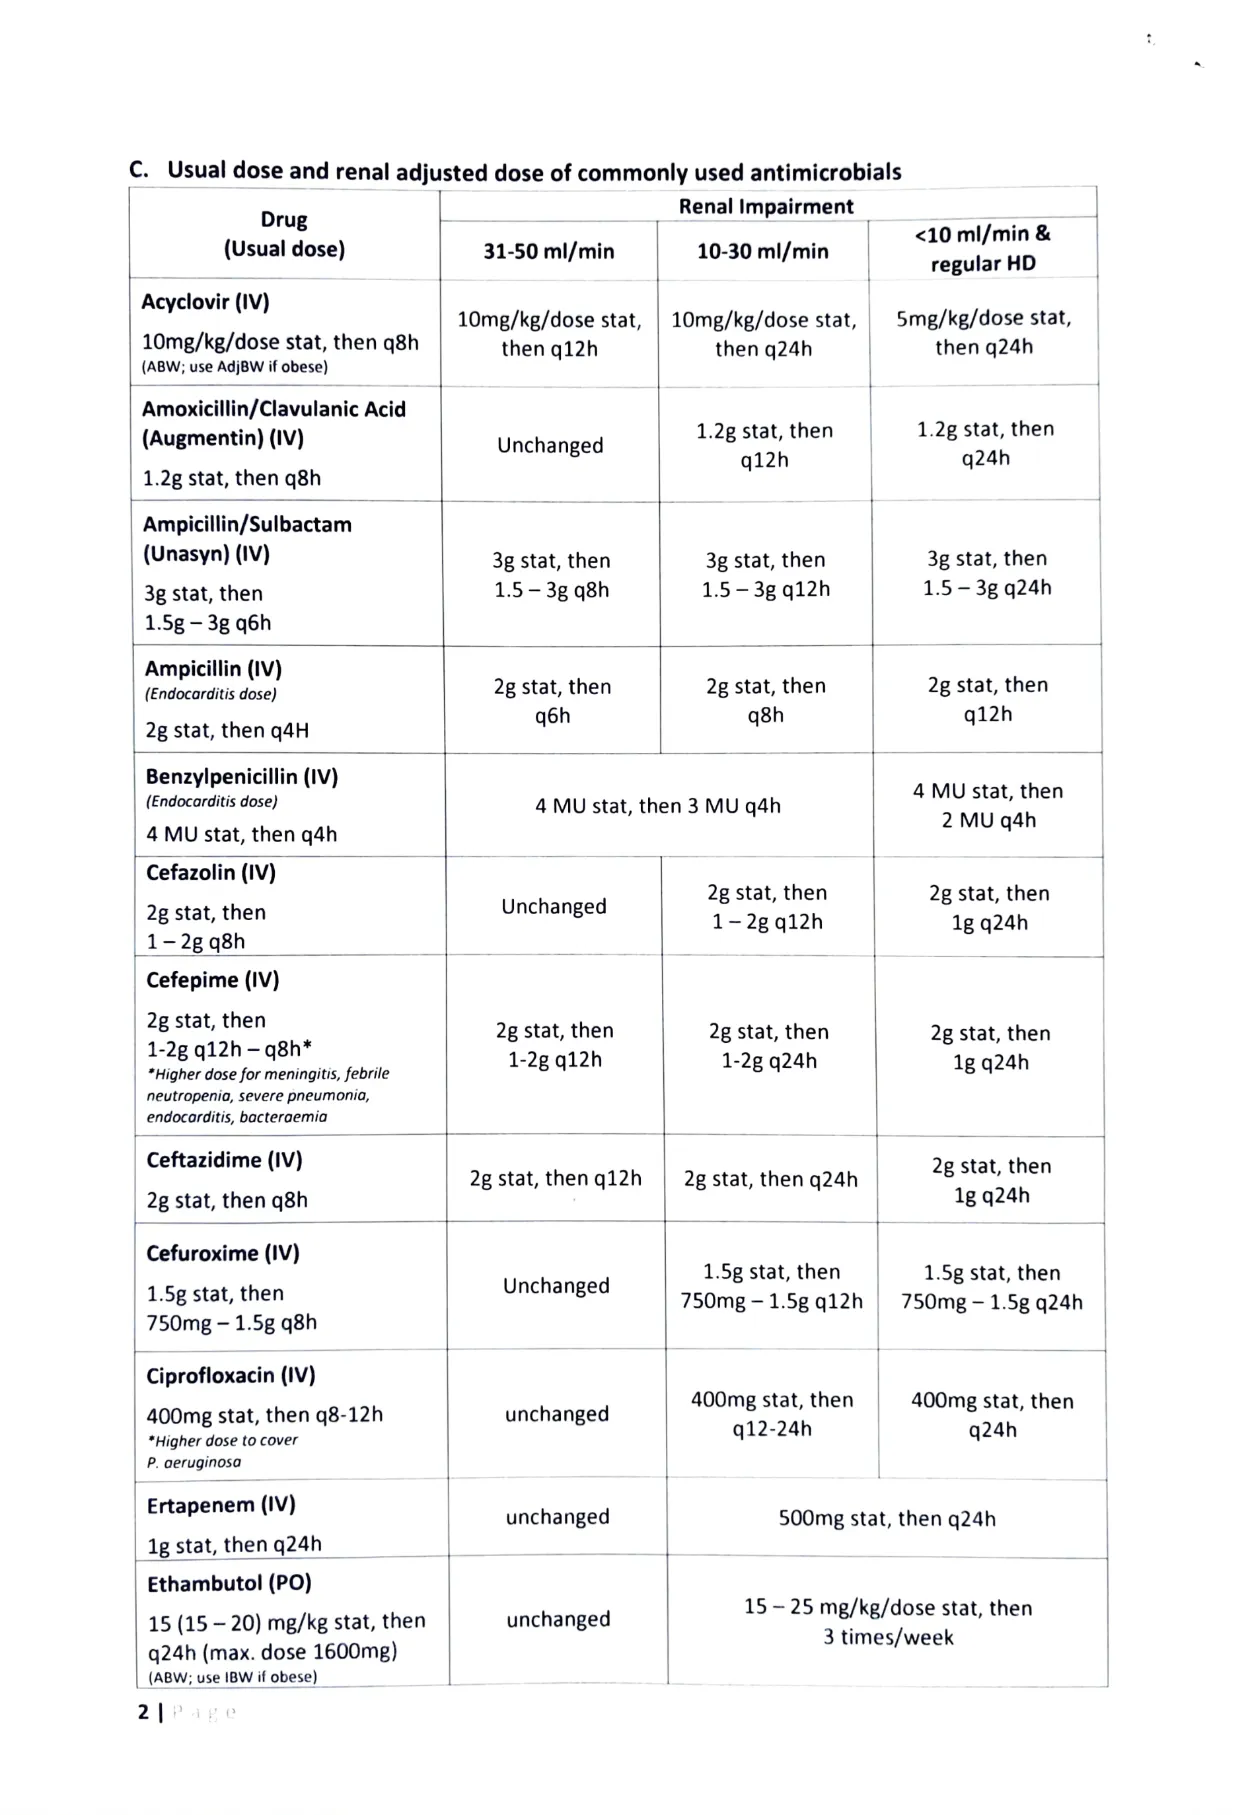 C. Usual dose and renal adjusted dose of commonly used antimicrobials
Drug
(Usual dose)
Renal Impairment
31-50 ml/min
10-30 ml/min
<10 ml/min &
regular HD
Acyclovir (IV)
10mg/kg/dose stat, then q8h
(ABW; use AdjBW if obese)
10mg/kg/dose stat,
then q12h
10mg/kg/dose stat,
then q24h
5mg/kg/dose stat,
then q24h
Amoxicillin/Clavulanic Acid
(Augmentin) (IV)
1.2g stat, then q8h
Unchanged
1.2g stat, then
q12h
1.2g stat, then
q24h
Ampicillin/Sulbactam
(Unasyn) (IV)
3g stat, then
1.5g – 3g q6h
3g stat, then
1.5 – 3g q8h
3g stat, then
1.5 – 3g q12h
3g stat, then
1.5 – 3g q24h
Ampicillin (IV)
(Endocarditis dose)
2g stat, then q4H
2g stat, then
q6h
2g stat, then
q8h
2g stat, then
q12h
Benzylpenicillin (IV)
(Endocarditis dose)
4 MU stat, then q4h
4 MU stat, then 3 MU q4h
4 MU stat, then
2 MU q4h
Cefazolin (IV)
2g stat, then
1 – 2g q8h
Unchanged
2g stat, then
1 – 2g q12h
2g stat, then
1g q24h
Cefepime (IV)
2g stat, then
1-2g q12h – q8h*
*Higher dose for meningitis, febrile
neutropenia, severe pneumonia,
endocarditis, bacteraemia
2g stat, then
1-2g q12h
2g stat, then
1-2g q24h
2g stat, then
1g q24h
Ceftazidime (IV)
2g stat, then q8h
2g stat, then q12h
2g stat, then q24h
2g stat, then
1g q24h
Cefuroxime (IV)
1.5g stat, then
750mg – 1.5g q8h
Unchanged
1.5g stat, then
750mg – 1.5g q12h
1.5g stat, then
750mg – 1.5g q24h
Ciprofloxacin (IV)
400mg stat, then q8-12h
*Higher dose to cover
P. aeruginosa
unchanged
400mg stat, then
q12-24h
400mg stat, then
q24h
Ertapenem (IV)
1g stat, then q24h
unchanged
500mg stat, then q24h
Ethambutol (PO)
15 (15 – 20) mg/kg stat, then
q24h (max. dose 1600mg)
(ABW; use IBW if obese)
unchanged
15 – 25 mg/kg/dose stat, then
3 times/week
2 | Page